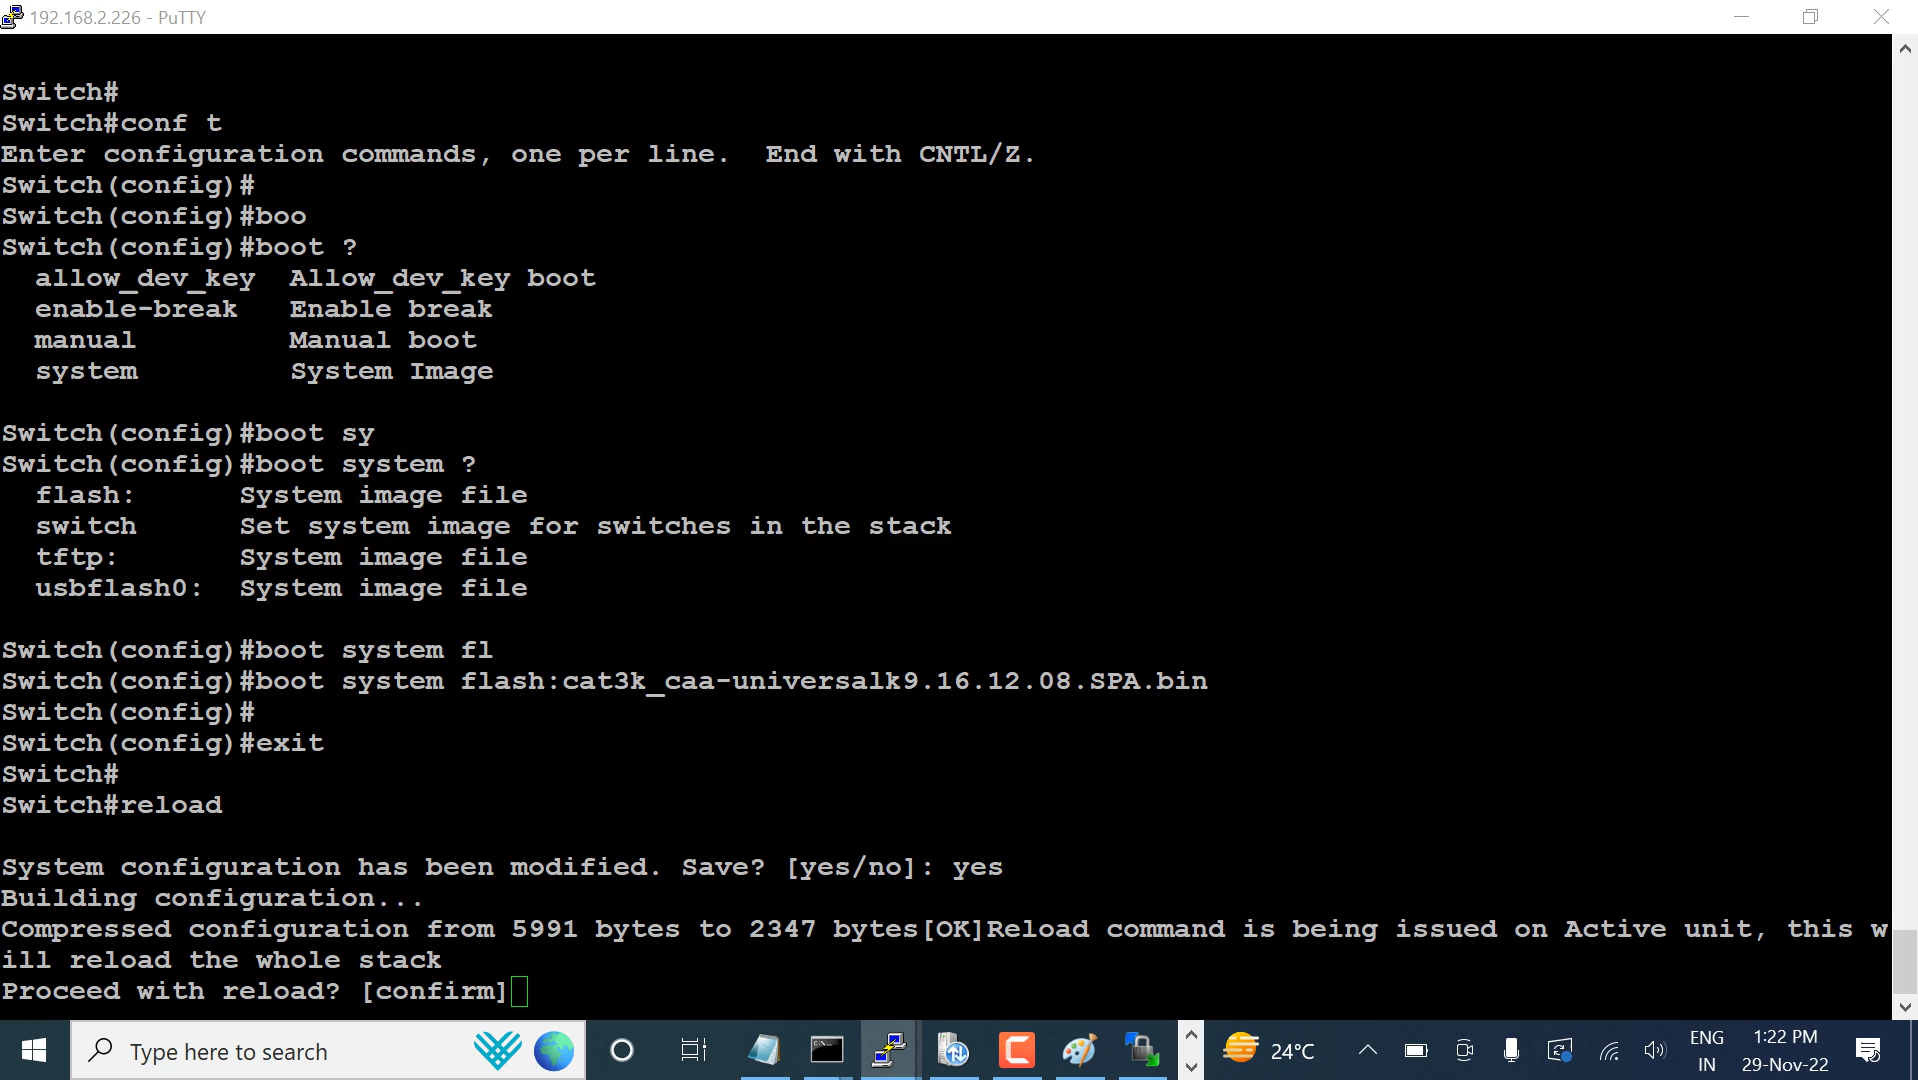 192.168.2.226 - PuTTY
Switch#
Switch#conf t
Enter configuration commands, one per line.  End with CNTL/Z.
Switch(config)#
Switch(config)#boo
Switch(config)#boot ?
  allow_dev_key  Allow_dev_key boot
  enable-break   Enable break
  manual         Manual boot
  system         System Image
Switch(config)#boot sy
Switch(config)#boot system ?
  flash:      System image file
  switch      Set system image for switches in the stack
  tftp:       System image file
  usbflash0:  System image file
Switch(config)#boot system fl
Switch(config)#boot system flash:cat3k_caa-universalk9.16.12.08.SPA.bin
Switch(config)#
Switch(config)#exit
Switch#
Switch#reload
System configuration has been modified. Save? [yes/no]: yes
Building configuration...
Compressed configuration from 5991 bytes to 2347 bytes[OK]Reload command is being issued on Active unit, this w
ill reload the whole stack
Proceed with reload? [confirm]
Type here to search
24°C
ENG
IN
1:22 PM
29-Nov-22